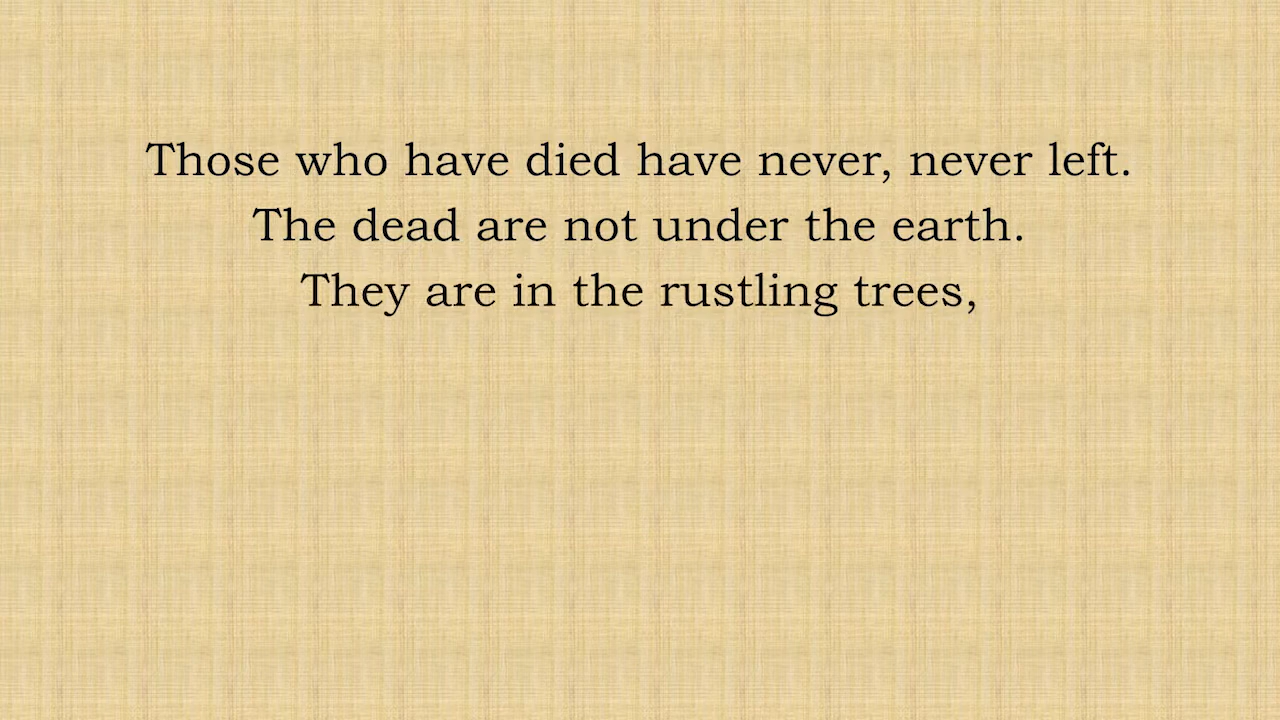 Those who have died have never, never left.
The dead are not under the earth.
They are in the rustling trees,